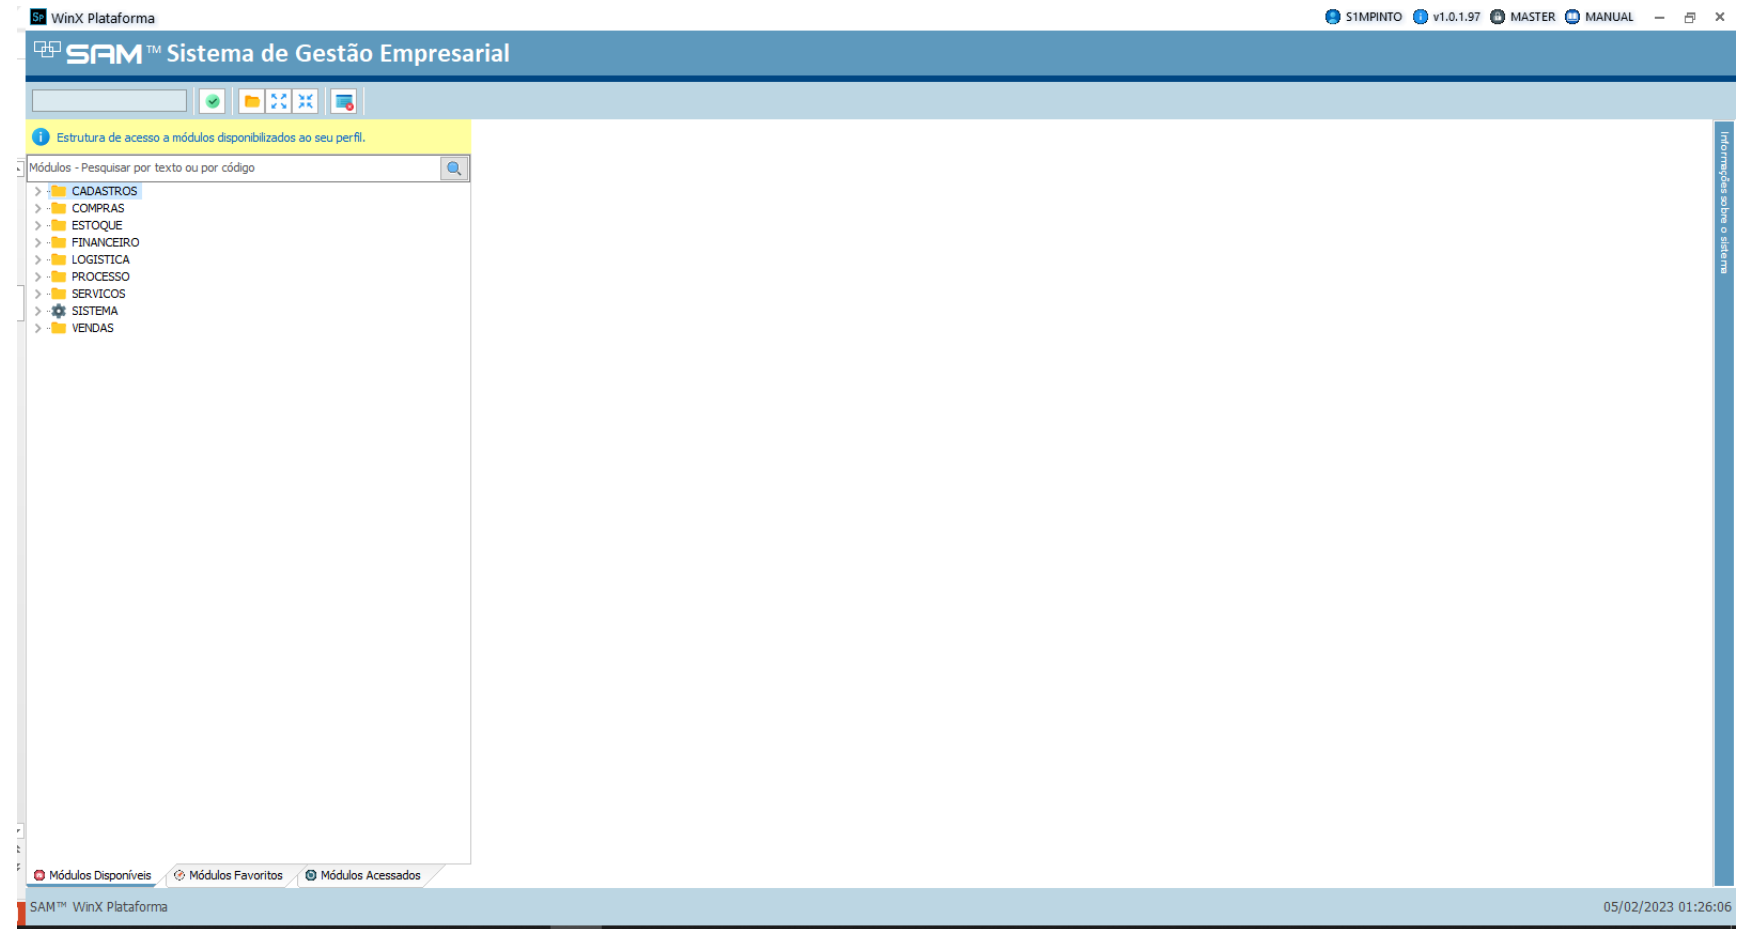 Sp WinX Plataforma
S1MPINTO v1.0.1.97 MASTER MANUAL
SAM™ Sistema de Gestão Empresarial
Estrutura de acesso a módulos disponibilizados ao seu perfil.
Módulos - Pesquisar por texto ou por código
CADASTROS
COMPRAS
ESTOQUE
FINANCEIRO
LOGISTICA
PROCESSO
SERVICOS
SISTEMA
VENDAS
Informações sobre o sistema
Módulos Disponíveis
Módulos Favoritos
Módulos Acessados
SAM™ WinX Plataforma
05/02/2023 01:26:06